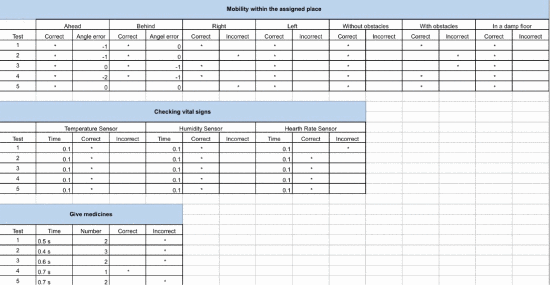 Mobility within the assigned place
Ahead Behind Right Left Without obstacles With obstacles In a damp floor
Test Correct Angle error Correct Angel error Correct Incorrect Correct Incorrect Correct Incorrect Correct Incorrect Correct Incorrect
1 * -1 * 0 * * * * *
2 * -1 * 0 * * * * *
3 * 0 * -1 * * * * *
4 * -2 * -1 * * * * *
5 * 0 * 0 * * * * *
Checking vital signs
Temperature Sensor Humidity Sensor Hearth Rate Sensor
Test Time Correct Incorrect Time Correct Incorrect Time Correct Incorrect
1 0.1 * 0.1 * 0.1 *
2 0.1 * 0.1 * 0.1 *
3 0.1 * 0.1 * 0.1 *
4 0.1 * 0.1 * 0.1 *
5 0.1 * 0.1 * 0.1 *
Give medicines
Test Time Number Correct Incorrect
1 0.5 s 2 *
2 0.4 s 3 *
3 0.6 s 2 *
4 0.7 s 1 *
5 0.7 s 2 *